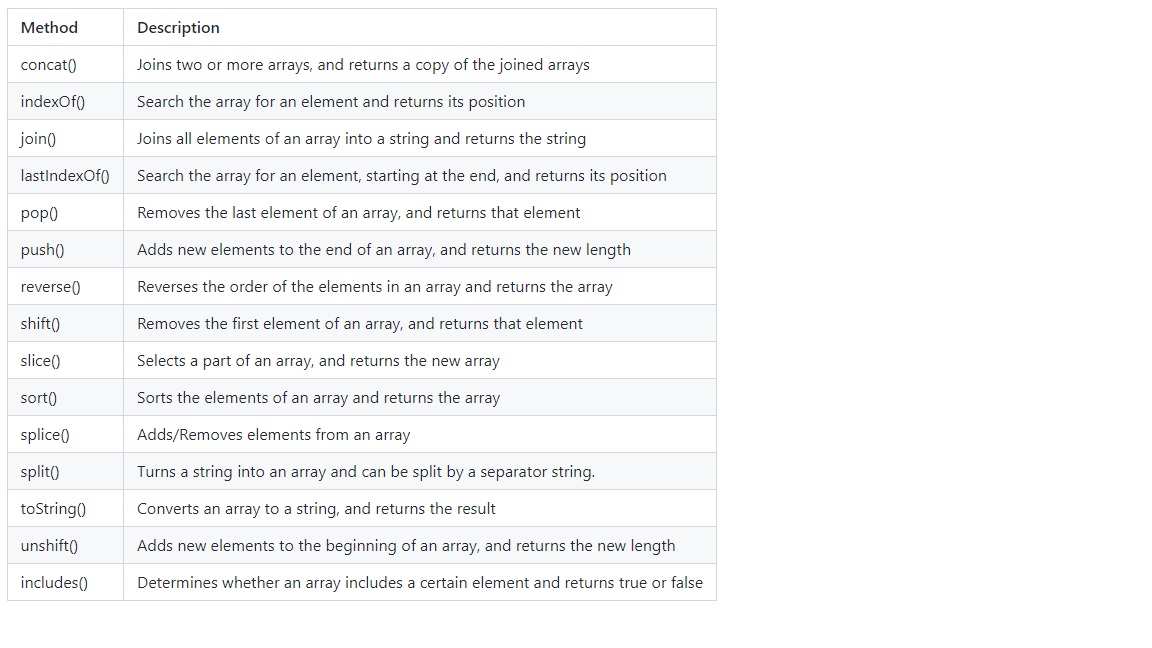 Method Description
concat() Joins two or more arrays, and returns a copy of the joined arrays
indexOf() Search the array for an element and returns its position
join() Joins all elements of an array into a string and returns the string
lastIndexOf() Search the array for an element, starting at the end, and returns its position
pop() Removes the last element of an array, and returns that element
push() Adds new elements to the end of an array, and returns the new length
reverse() Reverses the order of the elements in an array and returns the array
shift() Removes the first element of an array, and returns that element
slice() Selects a part of an array, and returns the new array
sort() Sorts the elements of an array and returns the array
splice() Adds/Removes elements from an array
split() Turns a string into an array and can be split by a separator string.
toString() Converts an array to a string, and returns the result
unshift() Adds new elements to the beginning of an array, and returns the new length
includes() Determines whether an array includes a certain element and returns true or false